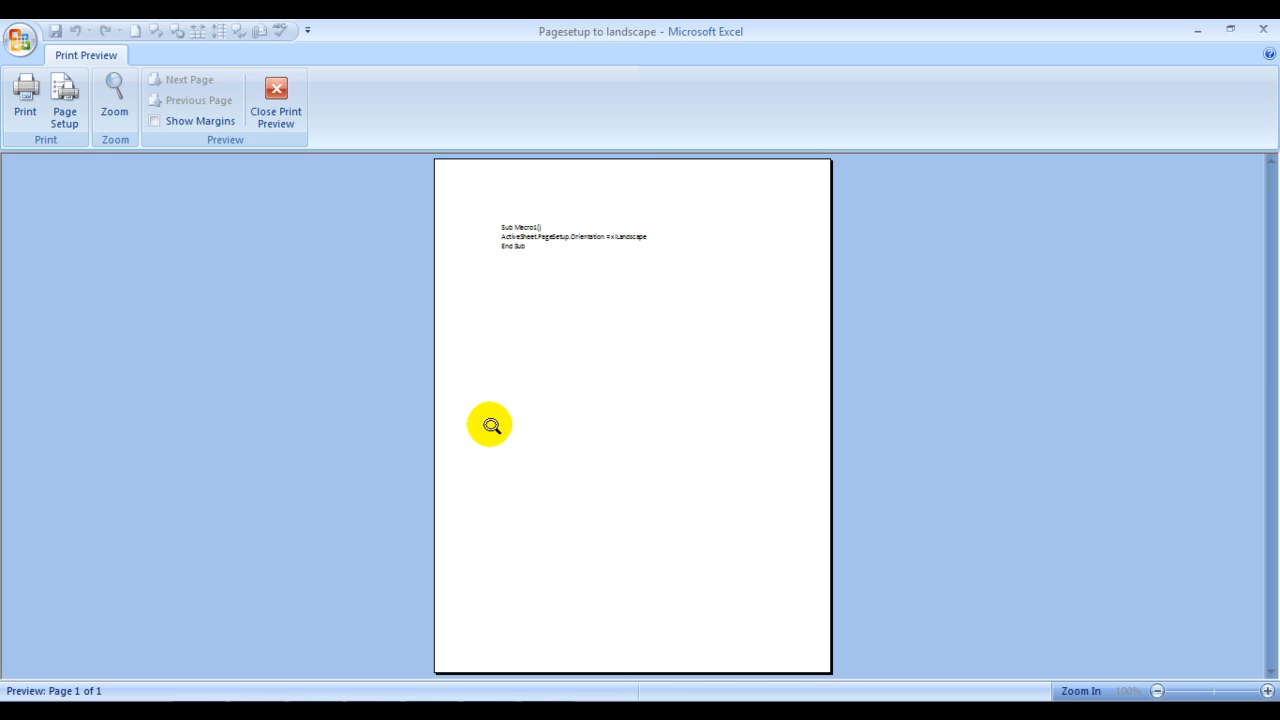 Pagesetup to landscape - Microsoft Excel
Print Preview
Print
Page Setup
Zoom
Next Page
Previous Page
Show Margins
Close Print Preview
Print
Zoom
Preview
Sub Macro1()
ActiveSheet.PageSetup.Orientation = xlLandscape
End Sub
Preview: Page 1 of 1
Zoom In
100%